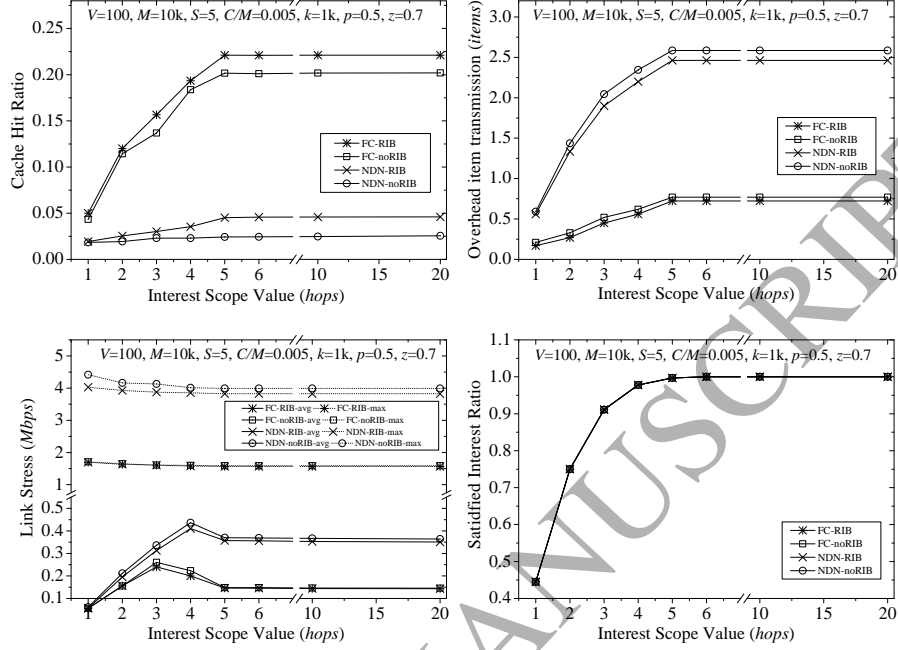 V=100, M=10k, S=5, C/M=0.005, k=1k, p=0.5, z=0.7
0.25
0.20
0.15
0.10
0.05
0.00
Cache Hit Ratio
FC-RIB
FC-noRIB
NDN-RIB
NDN-noRIB
1 2 3 4 5 6 10 20
Interest Scope Value (hops)
V=100, M=10k, S=5, C/M=0.005, k=1k, p=0.5, z=0.7
3.0
2.5
2.0
1.5
1.0
0.5
0.0
Overhead item transmission (items)
FC-RIB
FC-noRIB
NDN-RIB
NDN-noRIB
1 2 3 4 5 6 10 20
Interest Scope Value (hops)
V=100, M=10k, S=5, C/M=0.005, k=1k, p=0.5, z=0.7
5
4
3
2
1
0.5
0.4
0.3
0.2
0.1
Link Stress (Mbps)
FC-RIB-avg FC-RIB-max
FC-noRIB-avg FC-noRIB-max
NDN-RIB-avg NDN-RIB-max
NDN-noRIB-avg NDN-noRIB-max
1 2 3 4 5 6 10 20
Interest Scope Value (hops)
V=100, M=10k, S=5, C/M=0.005, k=1k, p=0.5, z=0.7
1.1
1.0
0.9
0.8
0.7
0.6
0.5
0.4
Satidfied Interest Ratio
FC-RIB
FC-noRIB
NDN-RIB
NDN-noRIB
1 2 3 4 5 6 10 20
Interest Scope Value (hops)
MANUSCRIPT